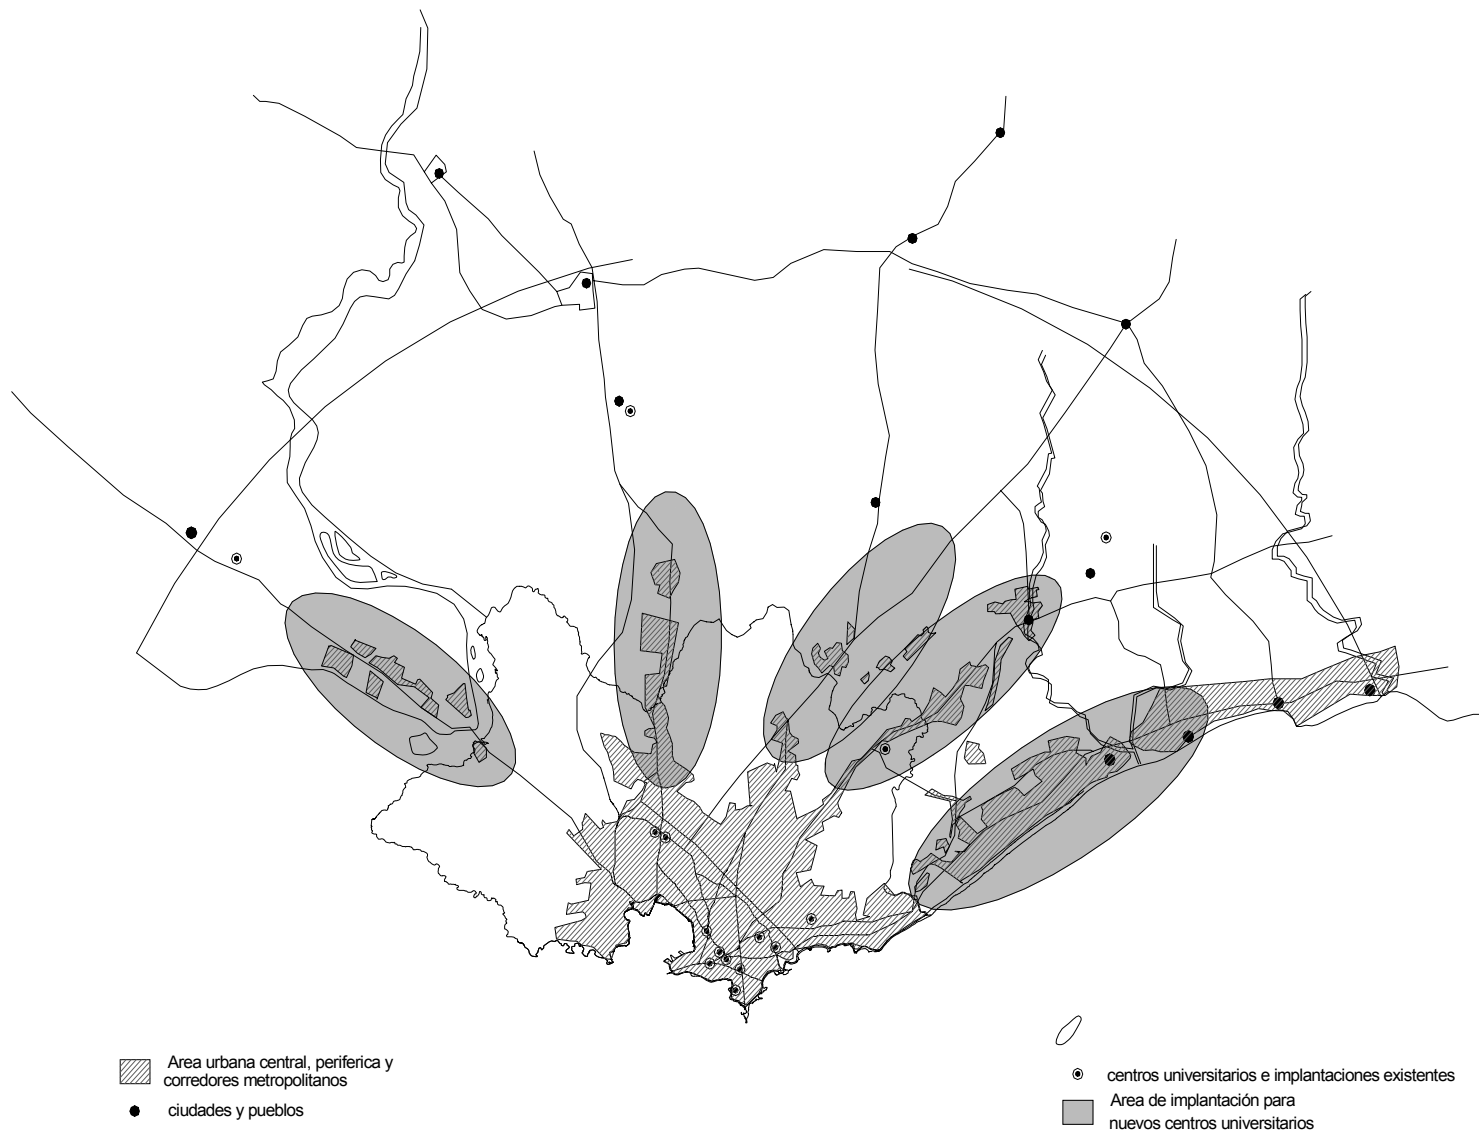 Area urbana central, periferica y
corredores metropolitanos
ciudades y pueblos
centros universitarios e implantaciones existentes
Area de implantación para
nuevos centros universitarios